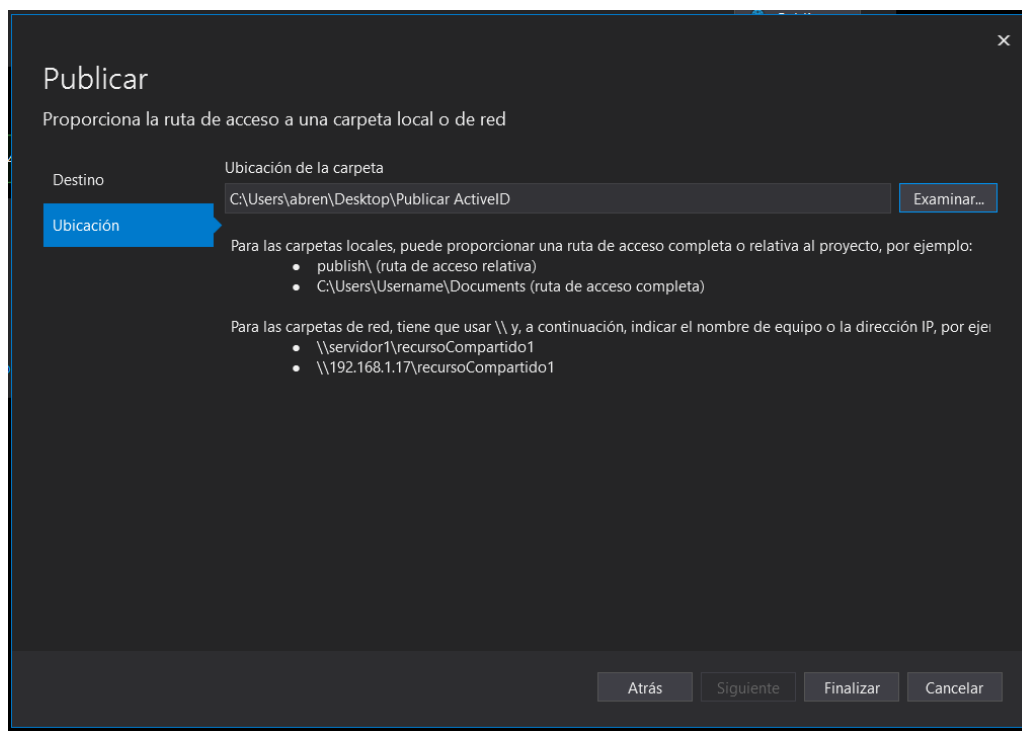 Publicar
Proporciona la ruta de acceso a una carpeta local o de red
Destino
Ubicación
Ubicación de la carpeta
C:\Users\abren\Desktop\Publicar ActiveID
Examinar...
Para las carpetas locales, puede proporcionar una ruta de acceso completa o relativa al proyecto, por ejemplo:
● publish\ (ruta de acceso relativa)
● C:\Users\Username\Documents (ruta de acceso completa)
Para las carpetas de red, tiene que usar \\ y, a continuación, indicar el nombre de equipo o la dirección IP, por
● \\servidor1\recursoCompartido1
● \\192.168.1.17\recursoCompartido1
Atrás Siguiente Finalizar Cancelar